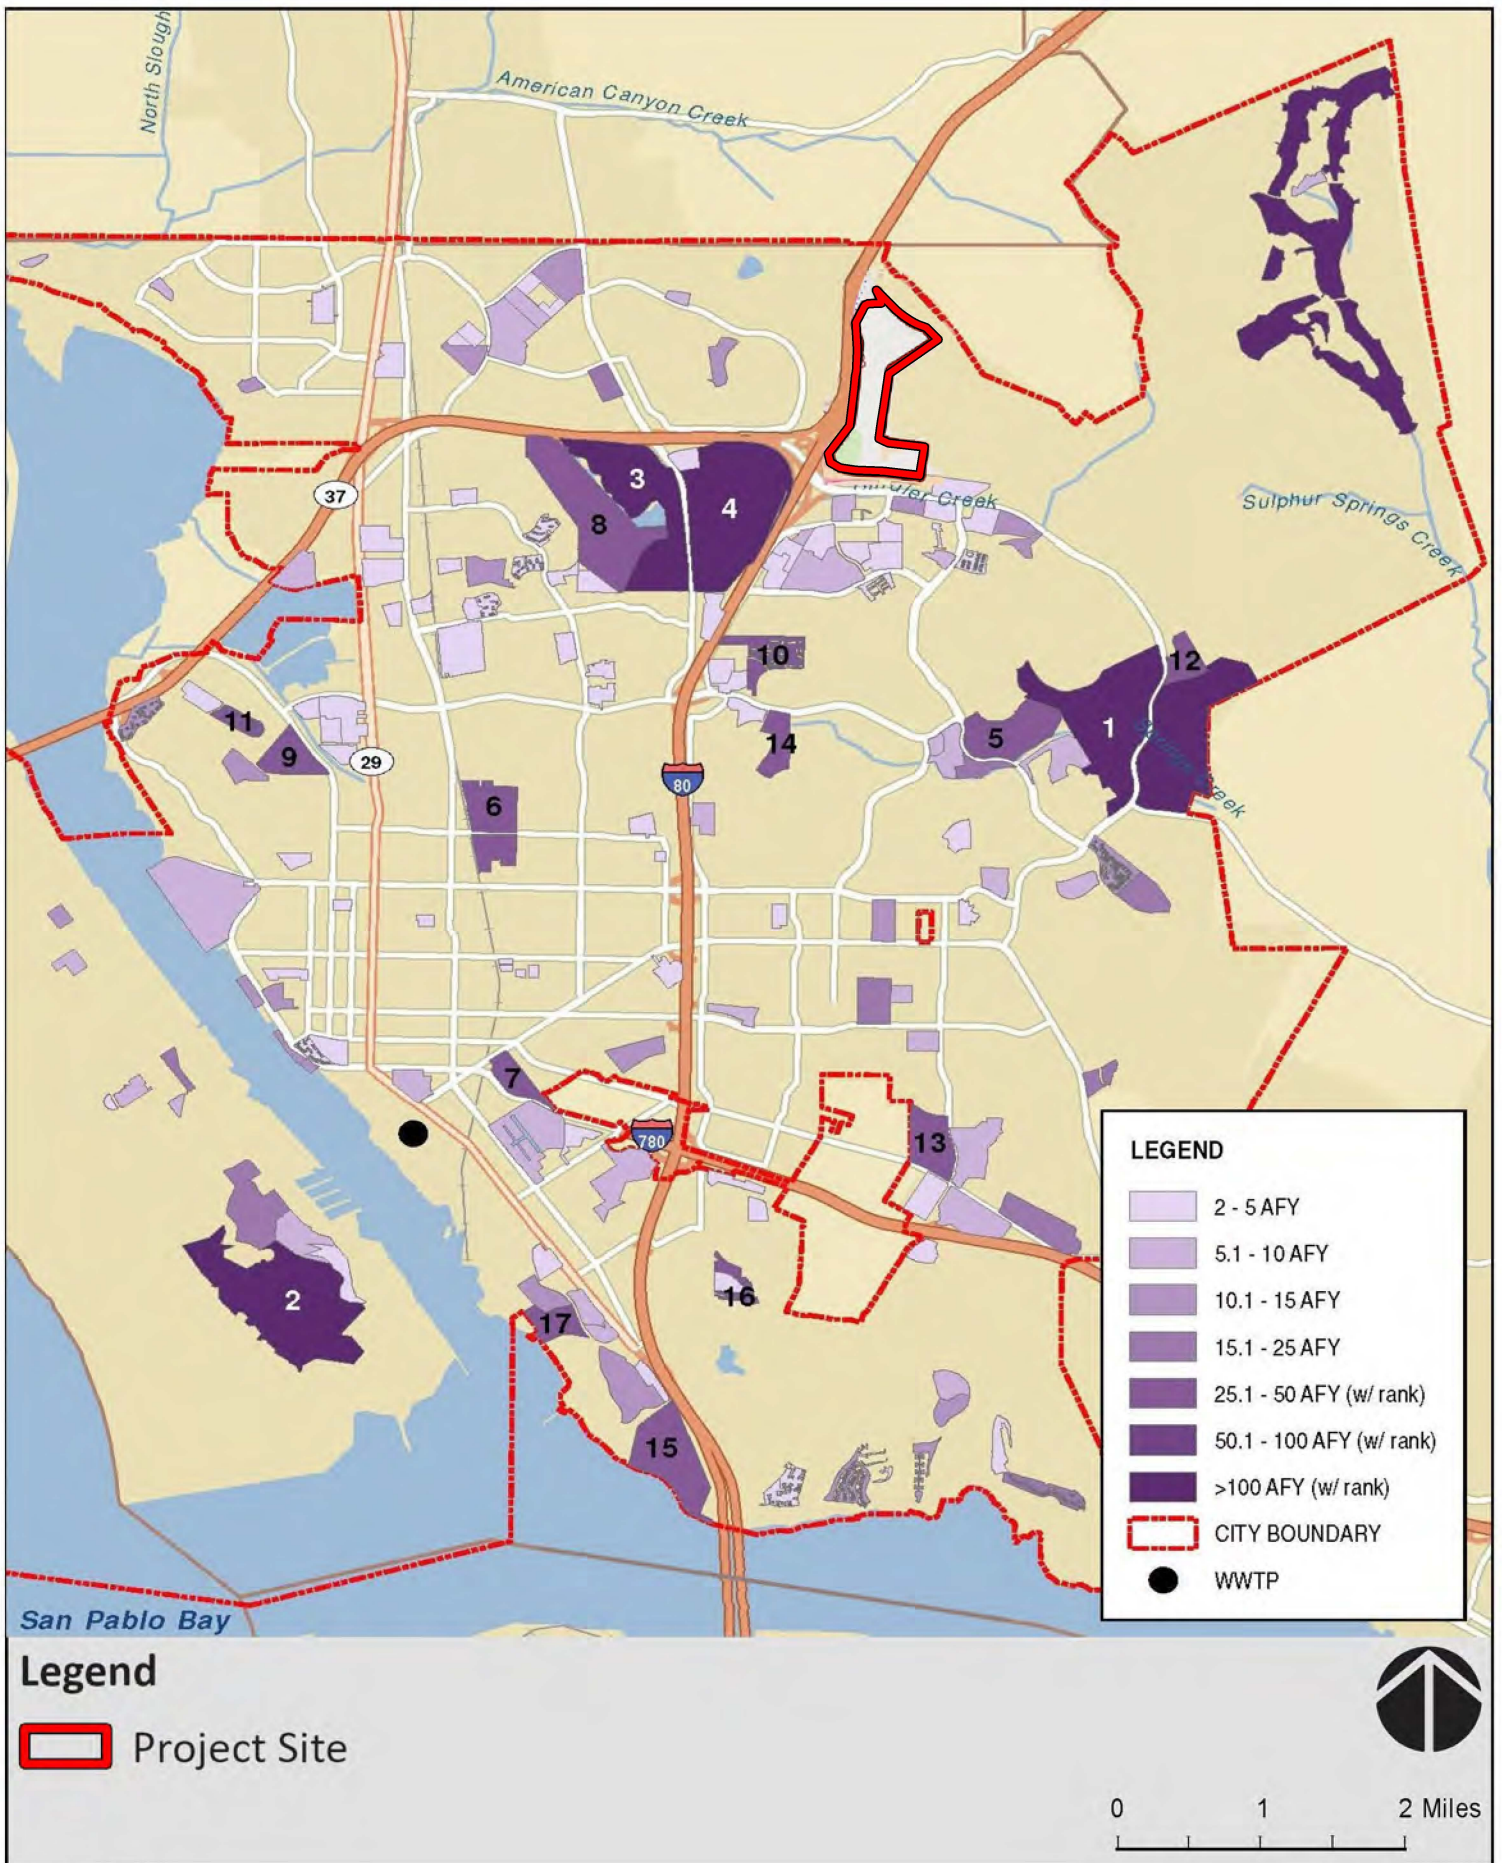 North Slough
American Canyon Creek
Sulphur Springs Creek
Creek
37
3
4
8
10
12
11
1
5
9
29
14
80
6
7
780
13
2
16
17
15
San Pablo Bay
LEGEND
2 - 5 AFY
5.1 - 10 AFY
10.1 - 15 AFY
15.1 - 25 AFY
25.1 - 50 AFY (w/ rank)
50.1 - 100 AFY (w/ rank)
>100 AFY (w/ rank)
CITY BOUNDARY
WWTP
Legend
Project Site
0 1 2 Miles